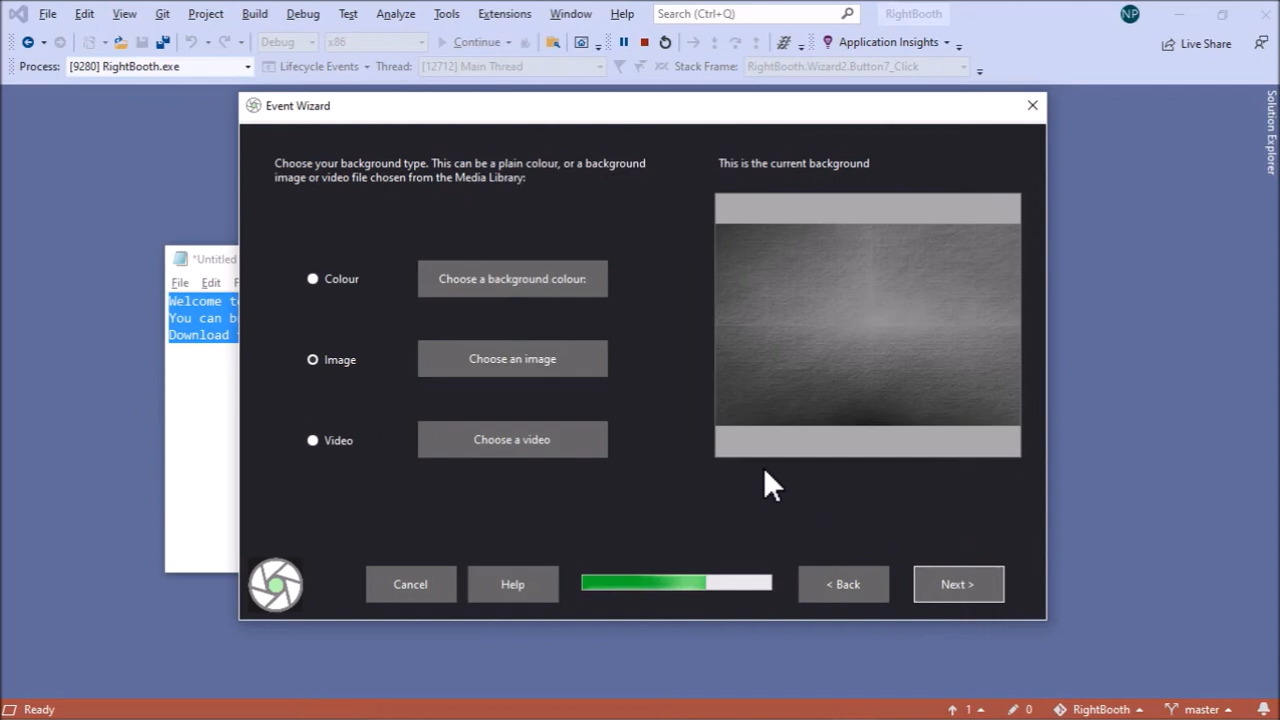 File Edit View Git Project Build Debug Test Analyze Tools Extensions Window Help Search (Ctrl+Q) RightBooth NP
Debug x86 Continue Application Insights Live Share
Process: [9280] RightBooth.exe Lifecycle Events Thread: [12712] Main Thread Stack Frame: RightBooth.Wizard2.Button7_Click
Solution Explorer
Event Wizard
Choose your background type. This can be a plain colour, or a background
image or video file chosen from the Media Library:
This is the current background
*Untitled
File Edit
Welcome
You can
Download
Colour Choose a background colour:
Image Choose an image
Video Choose a video
Cancel Help < Back Next >
Ready 1 0 RightBooth master